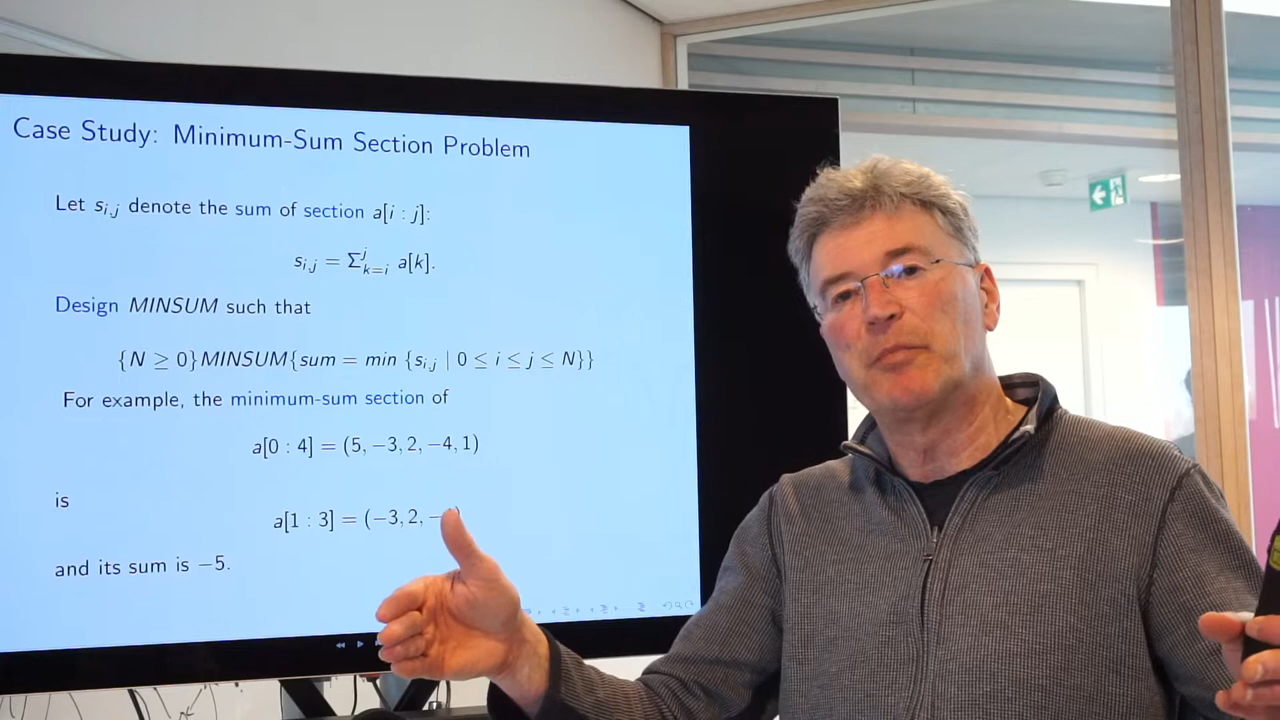 Case Study: Minimum-Sum Section Problem
Let s_{i,j} denote the sum of section a[i : j]:
s_{i,j} = Σ_{k=i}^{j} a[k].
Design MINSUM such that
{N ≥ 0}MINSUM{sum = min {s_{i,j} | 0 ≤ i ≤ j ≤ N}}
For example, the minimum-sum section of
a[0 : 4] = (5, −3, 2, −4, 1)
is
a[1 : 3] = (−3, 2, −
and its sum is −5.